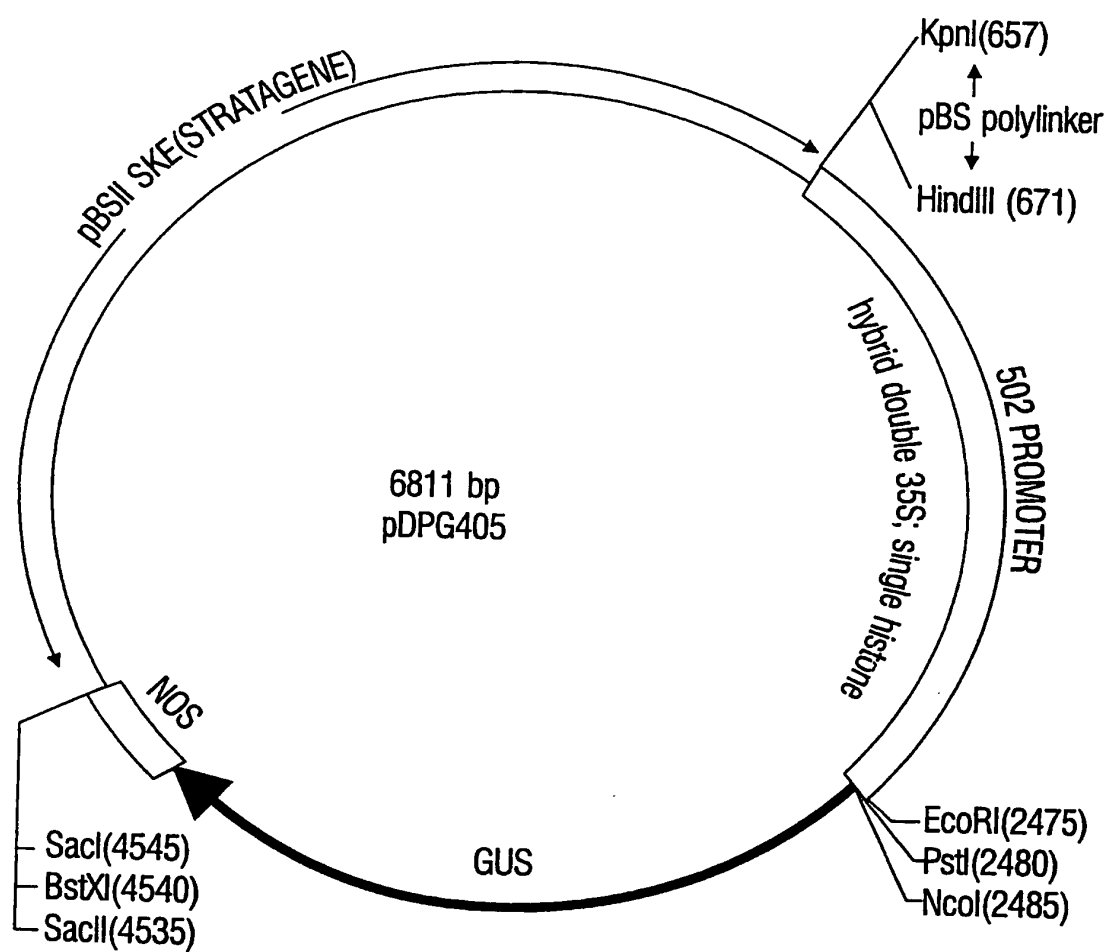 KpnI(657)
pBS polylinker
HindIII (671)
pBSII SKE(STRATAGENE)
502 PROMOTER
hybrid double 35S; single histone
6811 bp
pDPG405
NOS
GUS
EcoRI(2475)
PstI(2480)
NcoI(2485)
SacI(4545)
BstXI(4540)
SacII(4535)